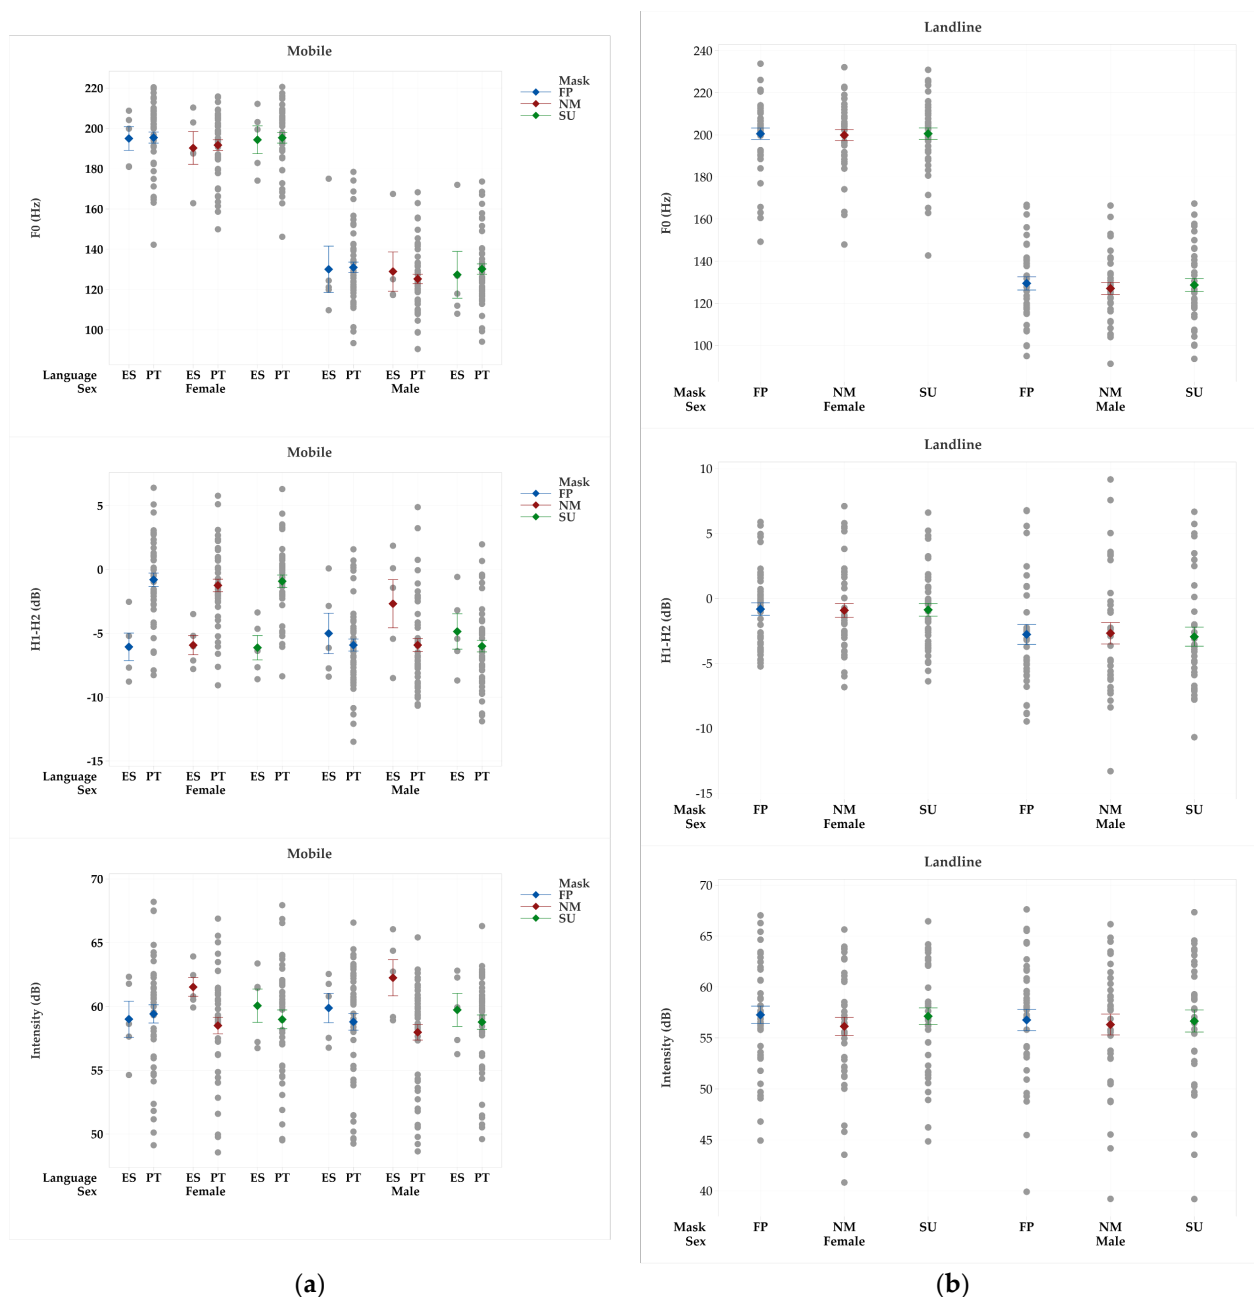 Mobile
Mask
FP
NM
SU
F0 (Hz)
220
200
180
160
140
120
100
Language ES PT ES PT ES PT ES PT ES PT ES PT
Sex Female Male
Mobile
Mask
FP
NM
SU
H1-H2 (dB)
5
0
-5
-10
-15
Language ES PT ES PT ES PT ES PT ES PT ES PT
Sex Female Male
Mobile
Mask
FP
NM
SU
Intensity (dB)
70
65
60
55
50
Language ES PT ES PT ES PT ES PT ES PT ES PT
Sex Female Male
(a)
Landline
F0 (Hz)
240
220
200
180
160
140
120
100
Mask FP NM SU FP NM SU
Sex Female Male
Landline
H1-H2 (dB)
10
5
0
-5
-10
-15
Mask FP NM SU FP NM SU
Sex Female Male
Landline
Intensity (dB)
70
65
60
55
50
45
40
Mask FP NM SU FP NM SU
Sex Female Male
(b)